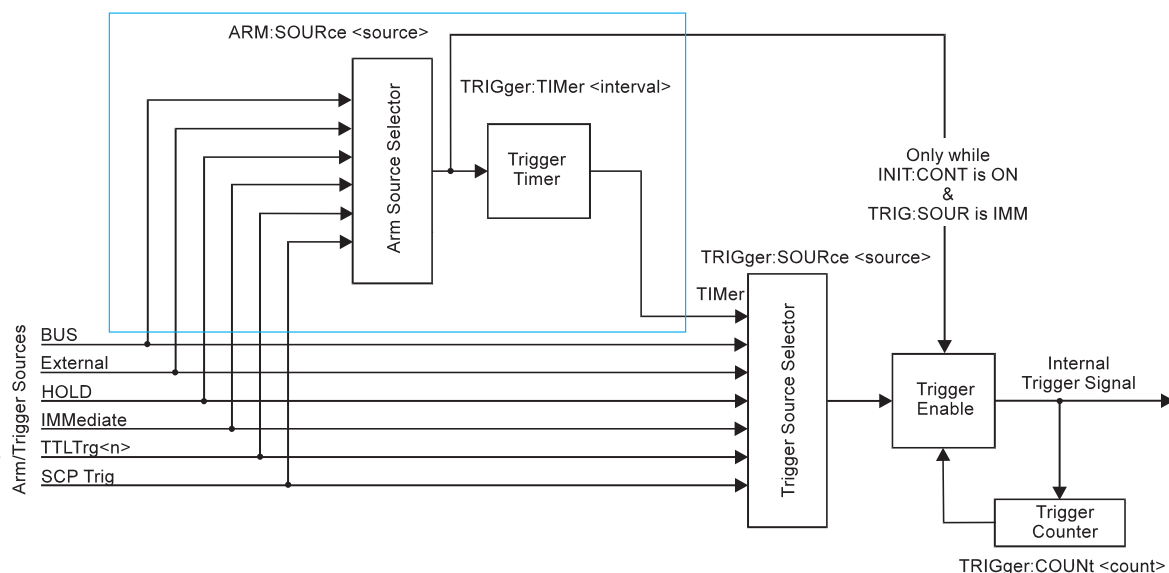 ARM:SOURce <source>
Arm Source Selector
TRIGger:TIMer <interval>
Trigger
Timer
Only while
INIT:CONT is ON
&
TRIG:SOUR is IMM
TRIGger:SOURce <source>
TIMer
Arm/Trigger Sources
BUS
External
HOLD
IMMediate
TTLTrg<n>
SCP Trig
Trigger Source Selector
Trigger
Enable
Internal
Trigger Signal
Trigger
Counter
TRIGger:COUNt <count>